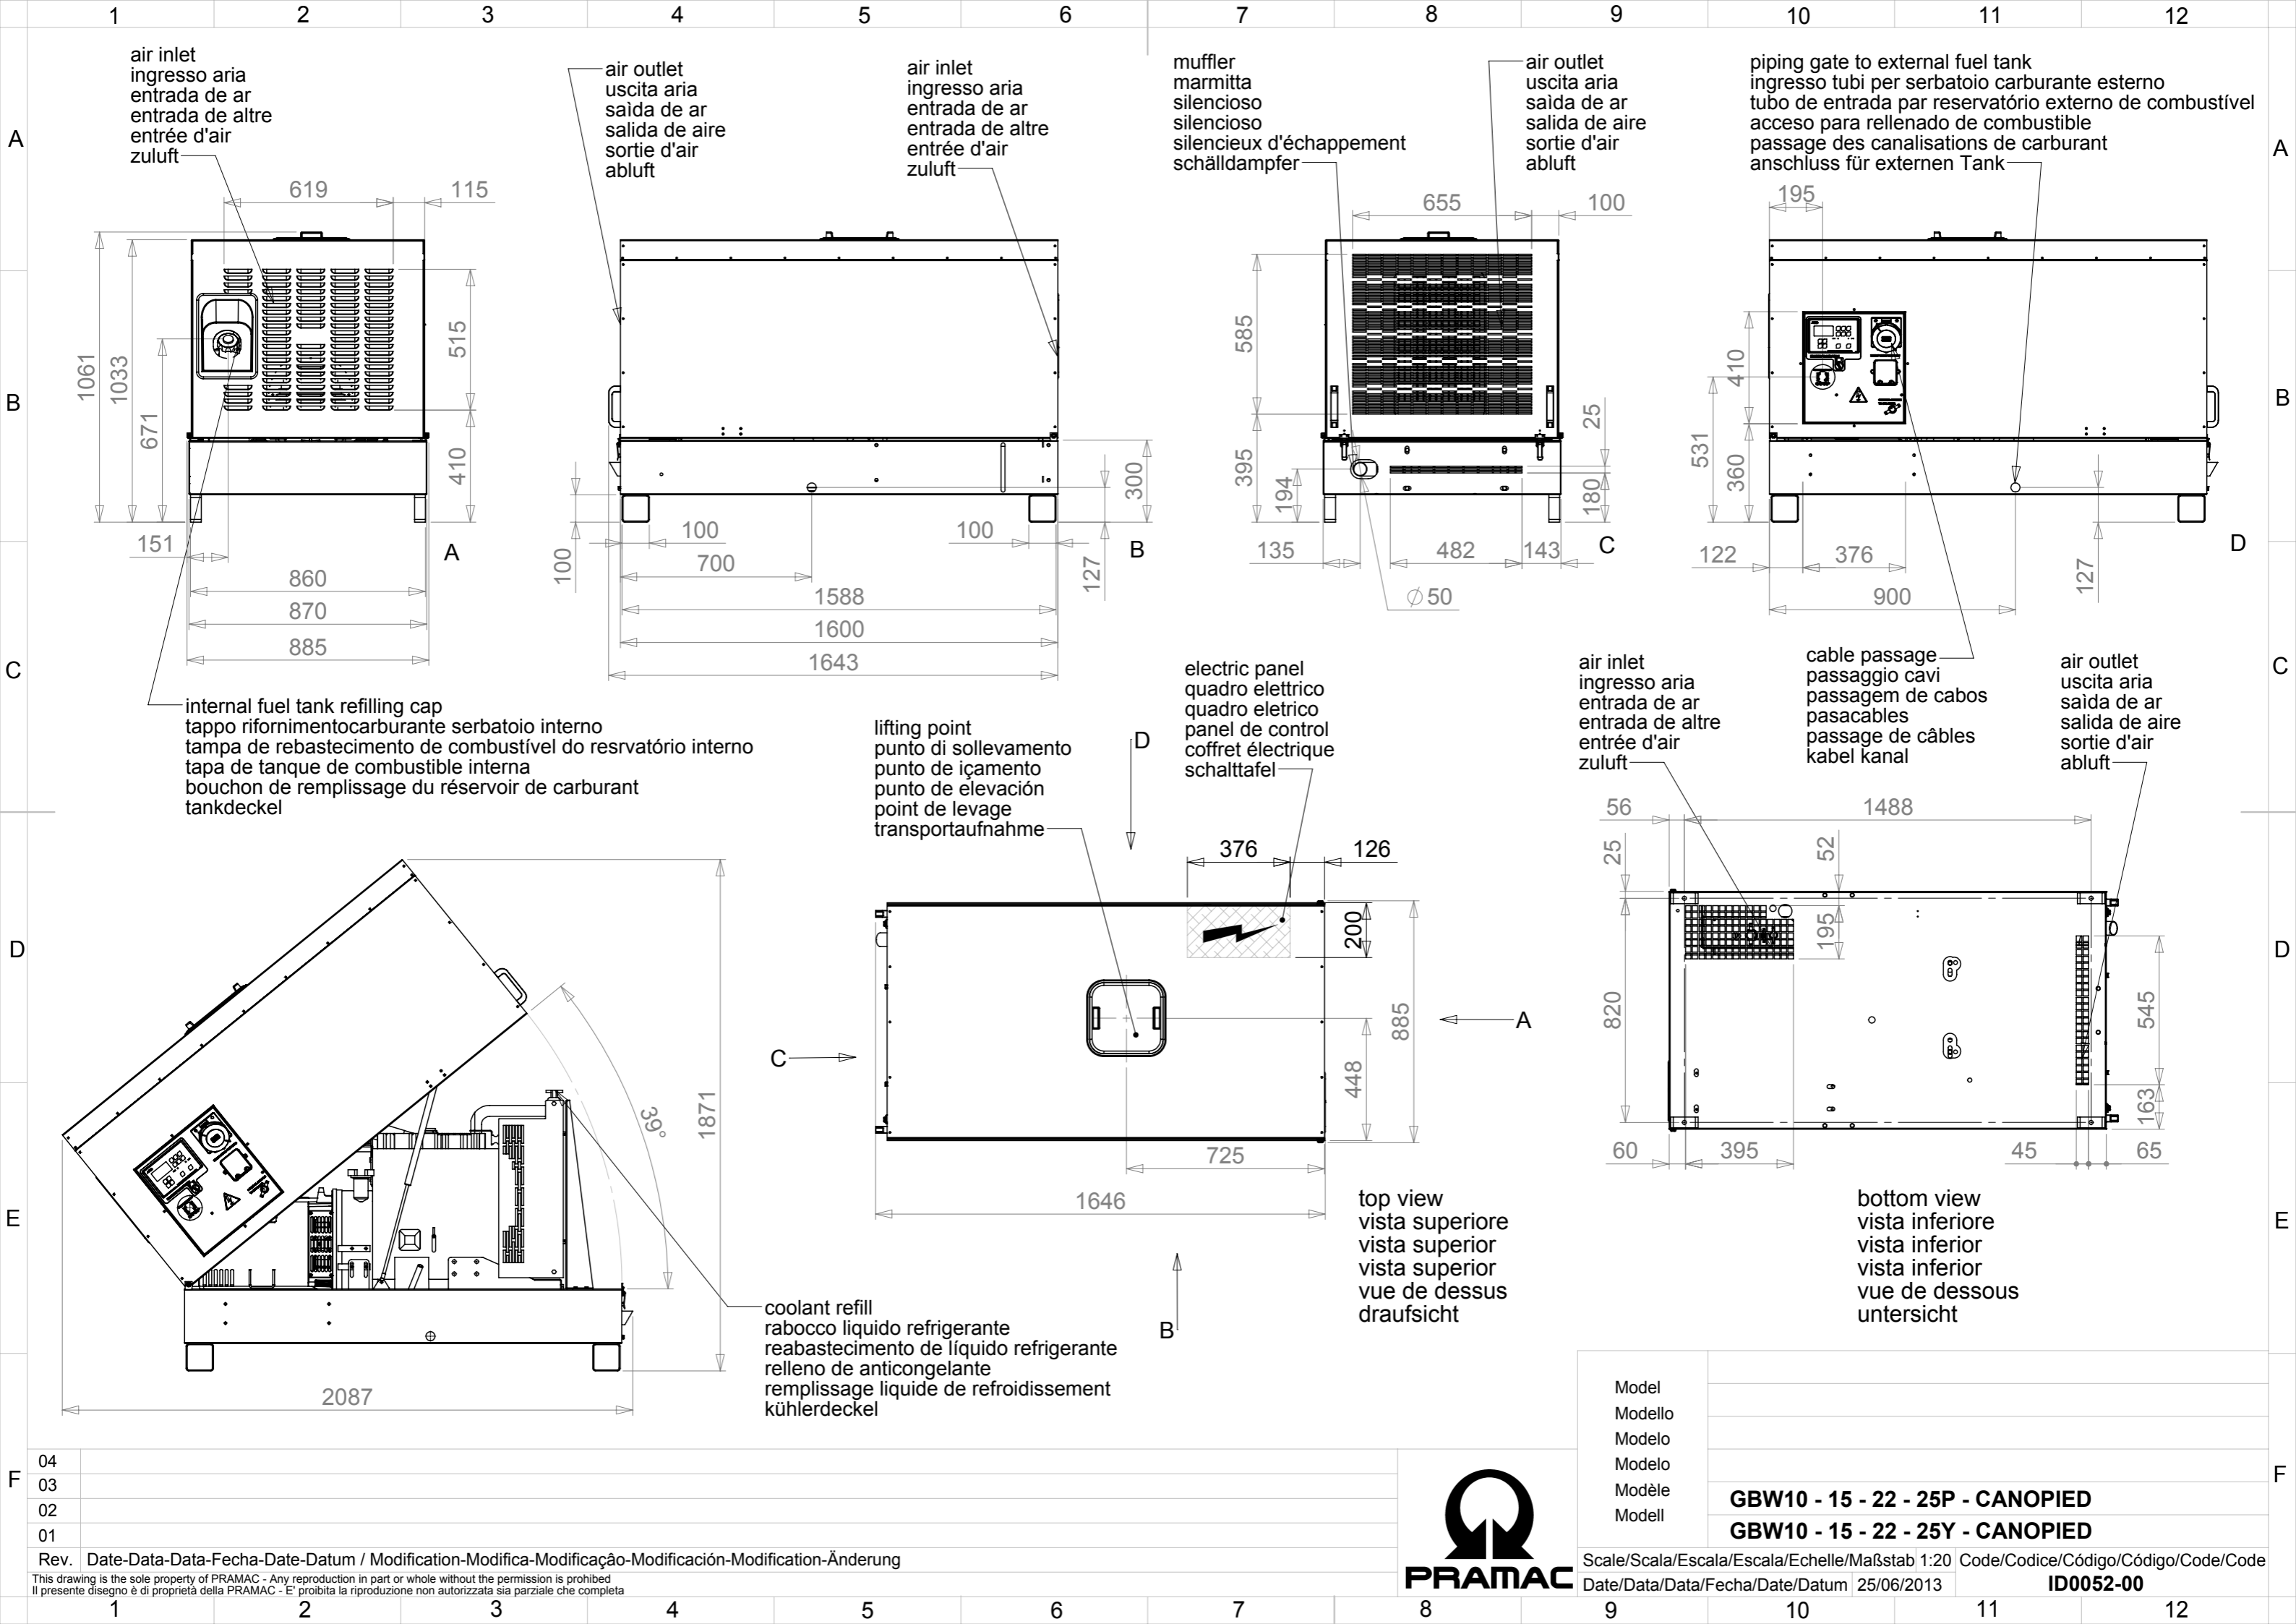 1 2 3 4 5 6 7 8 9 10 11 12
A
B
C
D
E
F
A
B
C
D
E
F
air inlet
ingresso aria
entrada de ar
entrada de altre
entrée d'air
zuluft
619
115
1061
1033
671
515
410
151
860
870
885
A
internal fuel tank refilling cap
tappo rifornimentocarburante serbatoio interno
tampa de rebastecimento de combustível do resrvatório interno
tapa de tanque de combustible interna
bouchon de remplissage du réservoir de carburant
tankdeckel
air outlet
uscita aria
saìda de ar
salida de aire
sortie d'air
abluft
air inlet
ingresso aria
entrada de ar
entrada de altre
entrée d'air
zuluft
300
100
100
100
700
127
1588
1600
1643
B
muffler
marmitta
silencioso
silencioso
silencieux d'échappement
schälldampfer
air outlet
uscita aria
saìda de ar
salida de aire
sortie d'air
abluft
655
100
585
395
194
25
180
135
482
143
∅50
C
piping gate to external fuel tank
ingresso tubi per serbatoio carburante esterno
tubo de entrada par reservatório externo de combustível
acceso para rellenado de combustible
passage des canalisations de carburant
anschluss für externen Tank
195
410
531
360
122
376
900
127
D
cable passage
passaggio cavi
passagem de cabos
pasacables
passage de câbles
kabel kanal
39°
1871
2087
coolant refill
rabocco liquido refrigerante
reabastecimento de líquido refrigerante
relleno de anticongelante
remplissage liquide de refroidissement
kühlerdeckel
lifting point
punto di sollevamento
punto de içamento
punto de elevación
point de levage
transportaufnahme
electric panel
quadro elettrico
quadro eletrico
panel de control
coffret électrique
schalttafel
D
376
126
200
885
448
725
1646
A
C
B
top view
vista superiore
vista superior
vista superior
vue de dessus
draufsicht
air inlet
ingresso aria
entrada de ar
entrada de altre
entrée d'air
zuluft
air outlet
uscita aria
saìda de ar
salida de aire
sortie d'air
abluft
56
1488
25
52
195
820
545
163
60
395
45
65
bottom view
vista inferiore
vista inferior
vista inferior
vue de dessous
untersicht
04
03
02
01
Rev. Date-Data-Data-Fecha-Date-Datum / Modification-Modifica-Modificaçâo-Modificación-Modification-Änderung
This drawing is the sole property of PRAMAC - Any reproduction in part or whole without the permission is prohibed
Il presente disegno è di proprietà della PRAMAC - E' proibita la riproduzione non autorizzata sia parziale che completa
PRAMAC
Model
Modello
Modelo
Modelo
Modèle
Modell
GBW10 - 15 - 22 - 25P - CANOPIED
GBW10 - 15 - 22 - 25Y - CANOPIED
Scale/Scala/Escala/Escala/Echelle/Maßstab 1:20
Code/Codice/Código/Código/Code/Code
Date/Data/Data/Fecha/Date/Datum 25/06/2013
ID0052-00
1 2 3 4 5 6 7 8 9 10 11 12